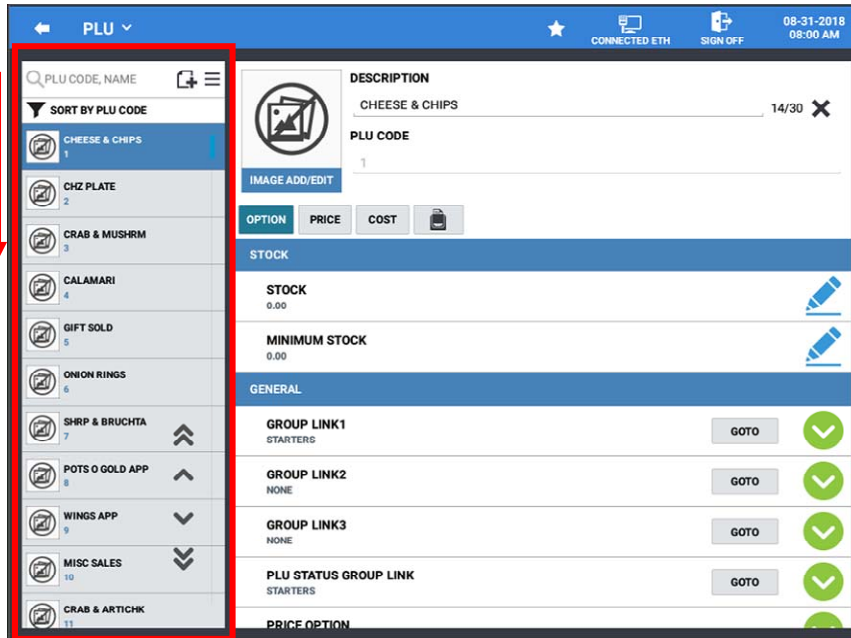 PLU
CONNECTED ETH
SIGN OFF
08-31-2018
08:00 AM
PLU CODE, NAME
SORT BY PLU CODE
CHEESE & CHIPS
1
CHZ PLATE
2
CRAB & MUSHRM
3
CALAMARI
4
GIFT SOLD
5
ONION RINGS
6
SHRP & BRUCHTA
7
POTS O GOLD APP
8
WINGS APP
9
MISC SALES
10
CRAB & ARTICHK
11
DESCRIPTION
CHEESE & CHIPS 14/30
PLU CODE
1
IMAGE ADD/EDIT
OPTION PRICE COST
STOCK
STOCK
0.00
MINIMUM STOCK
0.00
GENERAL
GROUP LINK1
STARTERS
GOTO
GROUP LINK2
NONE
GOTO
GROUP LINK3
NONE
GOTO
PLU STATUS GROUP LINK
STARTERS
GOTO
PRICE OPTION